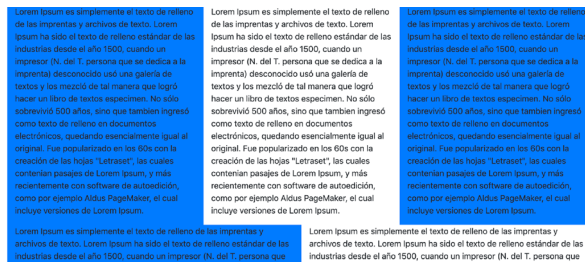 Lorem Ipsum es simplemente el texto de relleno
de las imprentas y archivos de texto. Lorem
Ipsum ha sido el texto de relleno estándar de las
industrias desde el año 1500, cuando un
impresor (N. del T. persona que se dedica a la
imprenta) desconocido usó una galería de
textos y los mezcló de tal manera que logró
hacer un libro de textos especimen. No sólo
sobrevivió 500 años, sino que tambien ingresó
como texto de relleno en documentos
electrónicos, quedando esencialmente igual al
original. Fue popularizado en los 60s con la
creación de las hojas "Letraset", las cuales
contenian pasajes de Lorem Ipsum, y más
recientemente con software de autoedición,
como por ejemplo Aldus PageMaker, el cual
incluye versiones de Lorem Ipsum.
Lorem Ipsum es simplemente el texto de relleno
de las imprentas y archivos de texto. Lorem
Ipsum ha sido el texto de relleno estándar de las
industrias desde el año 1500, cuando un
impresor (N. del T. persona que se dedica a la
imprenta) desconocido usó una galería de
textos y los mezcló de tal manera que logró
hacer un libro de textos especimen. No sólo
sobrevivió 500 años, sino que tambien ingresó
como texto de relleno en documentos
electrónicos, quedando esencialmente igual al
original. Fue popularizado en los 60s con la
creación de las hojas "Letraset", las cuales
contenian pasajes de Lorem Ipsum, y más
recientemente con software de autoedición,
como por ejemplo Aldus PageMaker, el cual
incluye versiones de Lorem Ipsum.
Lorem Ipsum es simplemente el texto de relleno
de las imprentas y archivos de texto. Lorem
Ipsum ha sido el texto de relleno estándar de las
industrias desde el año 1500, cuando un
impresor (N. del T. persona que se dedica a la
imprenta) desconocido usó una galería de
textos y los mezcló de tal manera que logró
hacer un libro de textos especimen. No sólo
sobrevivió 500 años, sino que tambien ingresó
como texto de relleno en documentos
electrónicos, quedando esencialmente igual al
original. Fue popularizado en los 60s con la
creación de las hojas "Letraset", las cuales
contenian pasajes de Lorem Ipsum, y más
recientemente con software de autoedición,
como por ejemplo Aldus PageMaker, el cual
incluye versiones de Lorem Ipsum.
Lorem Ipsum es simplemente el texto de relleno de las imprentas y
archivos de texto. Lorem Ipsum ha sido el texto de relleno estándar de las
industrias desde el año 1500, cuando un impresor (N. del T. persona que
Lorem Ipsum es simplemente el texto de relleno de las imprentas y
archivos de texto. Lorem Ipsum ha sido el texto de relleno estándar de las
industrias desde el año 1500, cuando un impresor (N. del T. persona que